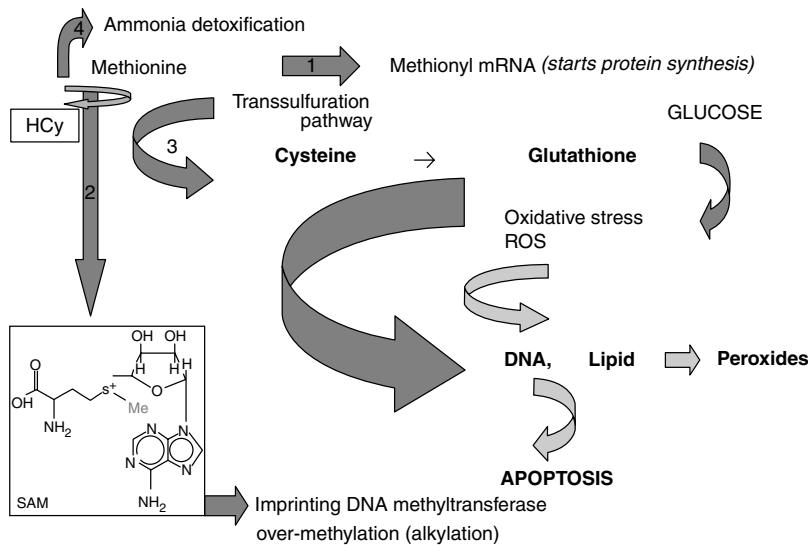 4 Ammonia detoxification
Methionine
1
Methionyl mRNA (starts protein synthesis)
HCy
Transsulfuration
pathway
GLUCOSE
3
Cysteine → Glutathione
2
Oxidative stress
ROS
DNA, Lipid Peroxides
APOPTOSIS
OH OH
H H H
O
O
S+
Me
OH
NH2
N N
N N
NH2
SAM
Imprinting DNA methyltransferase
over-methylation (alkylation)